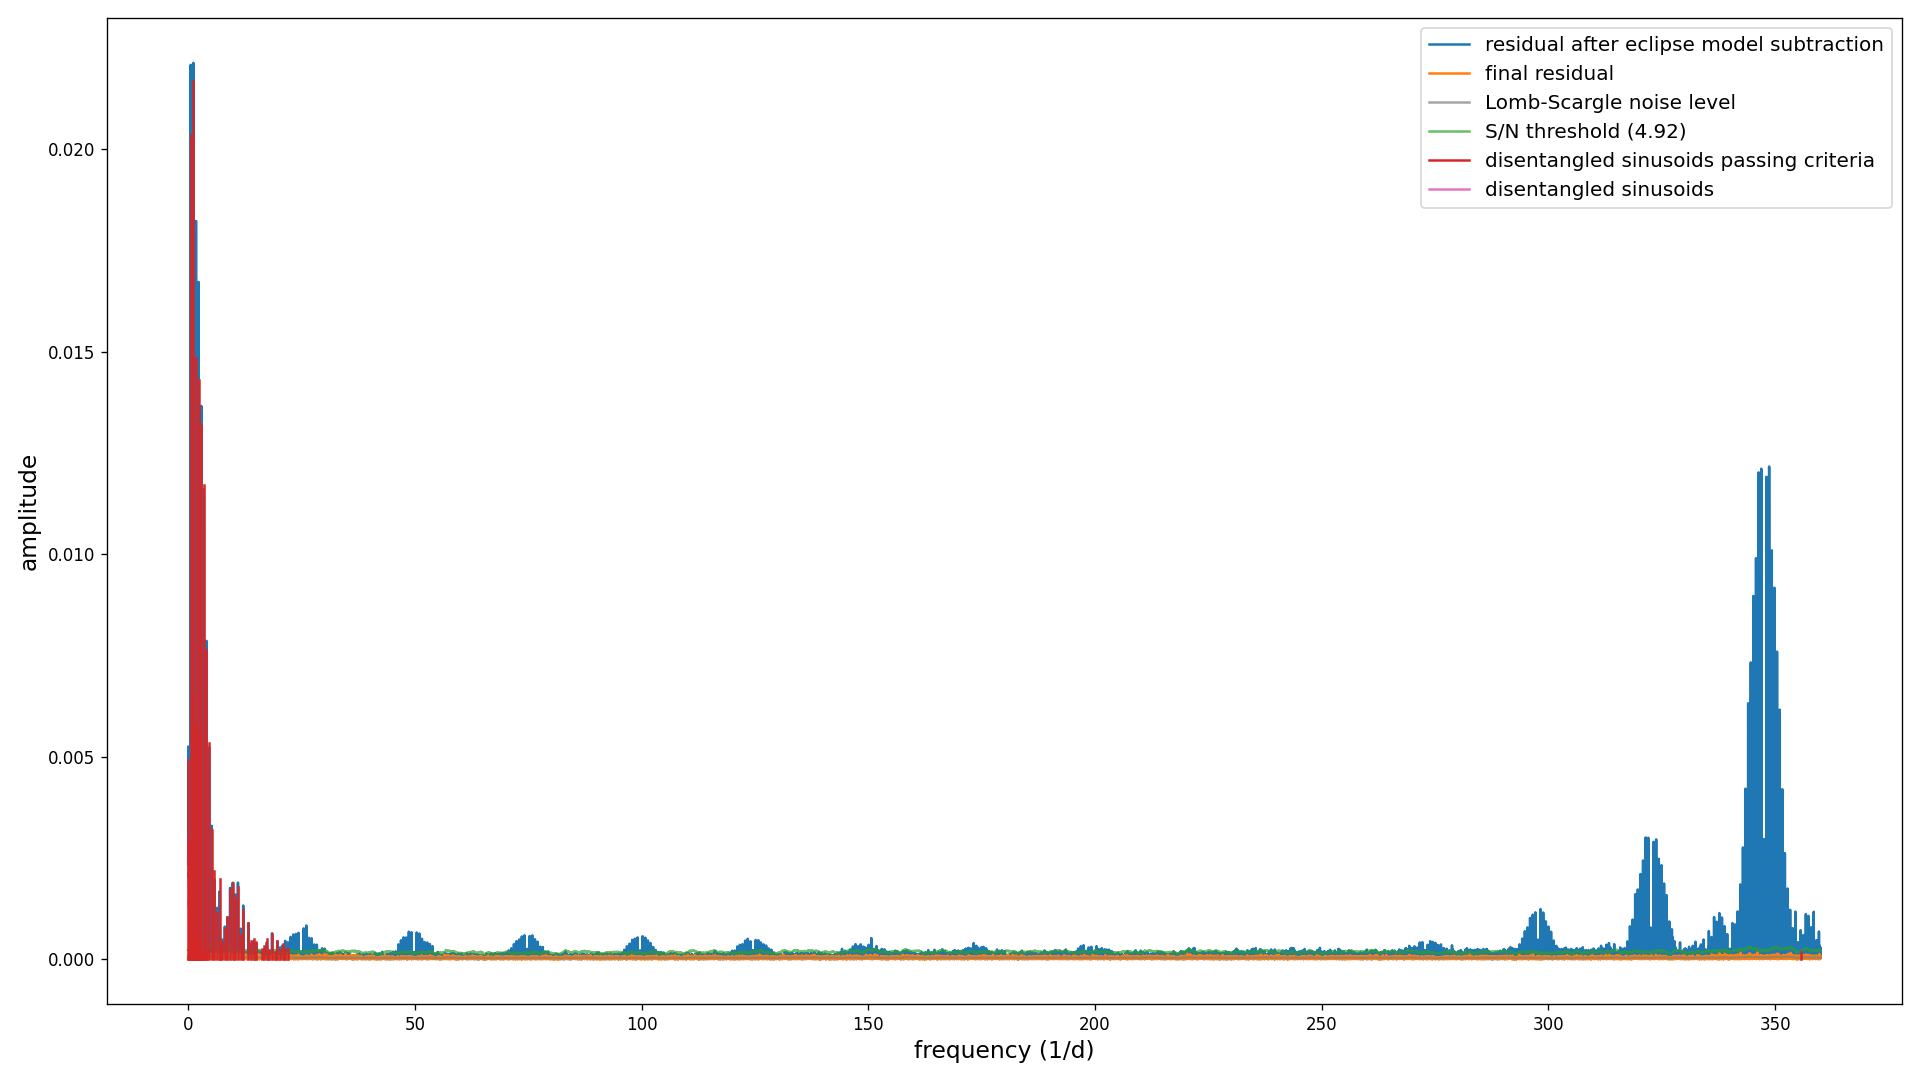 residual after eclipse model subtraction
final residual
Lomb-Scargle noise level
S/N threshold (4.92)
disentangled sinusoids passing criteria
disentangled sinusoids
0.020
0.015
0.010
0.005
0.000
amplitude
0 50 100 150 200 250 300 350
frequency (1/d)